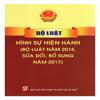 BỘ LUẬT
HÌNH SỰ HIỆN HÀNH
(BỘ LUẬT NĂM 2015,
SỬA ĐỔI, BỔ SUNG
NĂM 2017)